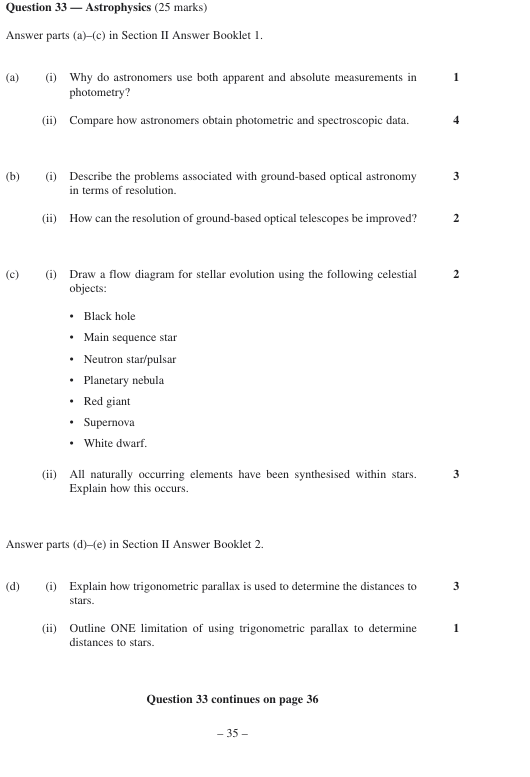 Question 33 — Astrophysics (25 marks)
Answer parts (a)–(c) in Section II Answer Booklet 1.
(a) (i) Why do astronomers use both apparent and absolute measurements in 1
photometry?
(ii) Compare how astronomers obtain photometric and spectroscopic data. 4
(b) (i) Describe the problems associated with ground-based optical astronomy 3
in terms of resolution.
(ii) How can the resolution of ground-based optical telescopes be improved? 2
(c) (i) Draw a flow diagram for stellar evolution using the following celestial 2
objects:
• Black hole
• Main sequence star
• Neutron star/pulsar
• Planetary nebula
• Red giant
• Supernova
• White dwarf.
(ii) All naturally occurring elements have been synthesised within stars. 3
Explain how this occurs.
Answer parts (d)–(e) in Section II Answer Booklet 2.
(d) (i) Explain how trigonometric parallax is used to determine the distances to 3
stars.
(ii) Outline ONE limitation of using trigonometric parallax to determine 1
distances to stars.
Question 33 continues on page 36
– 35 –